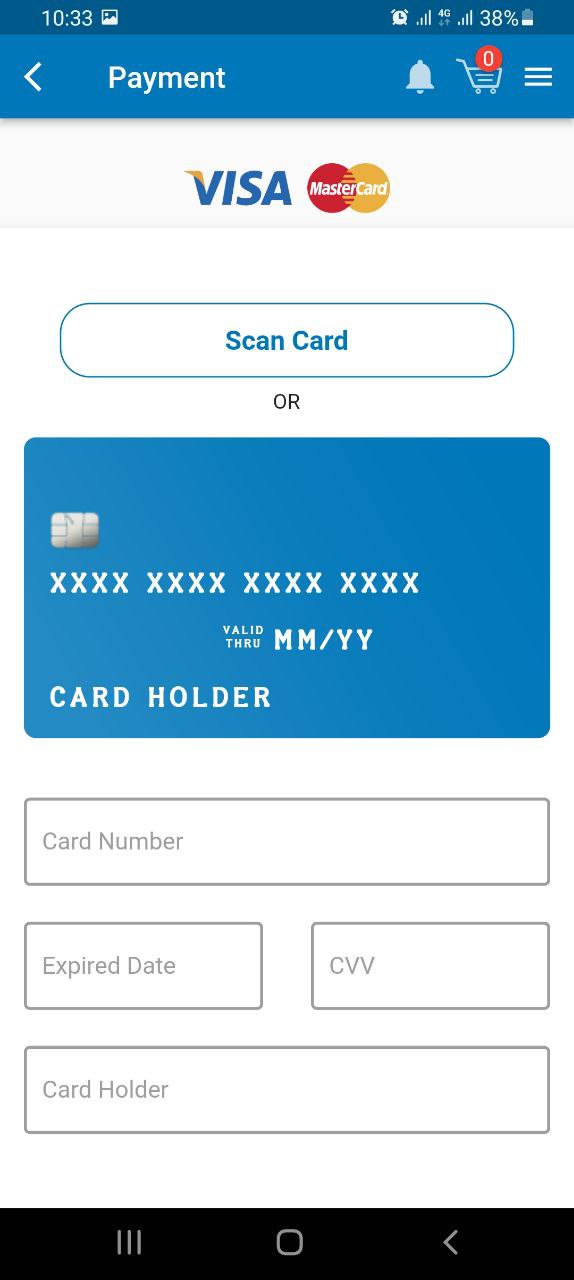 10:33 4G 38%
Payment 0
VISA MasterCard
Scan Card
OR
XXXX XXXX XXXX XXXX
VALID THRU MM/YY
CARD HOLDER
Card Number
Expired Date CVV
Card Holder